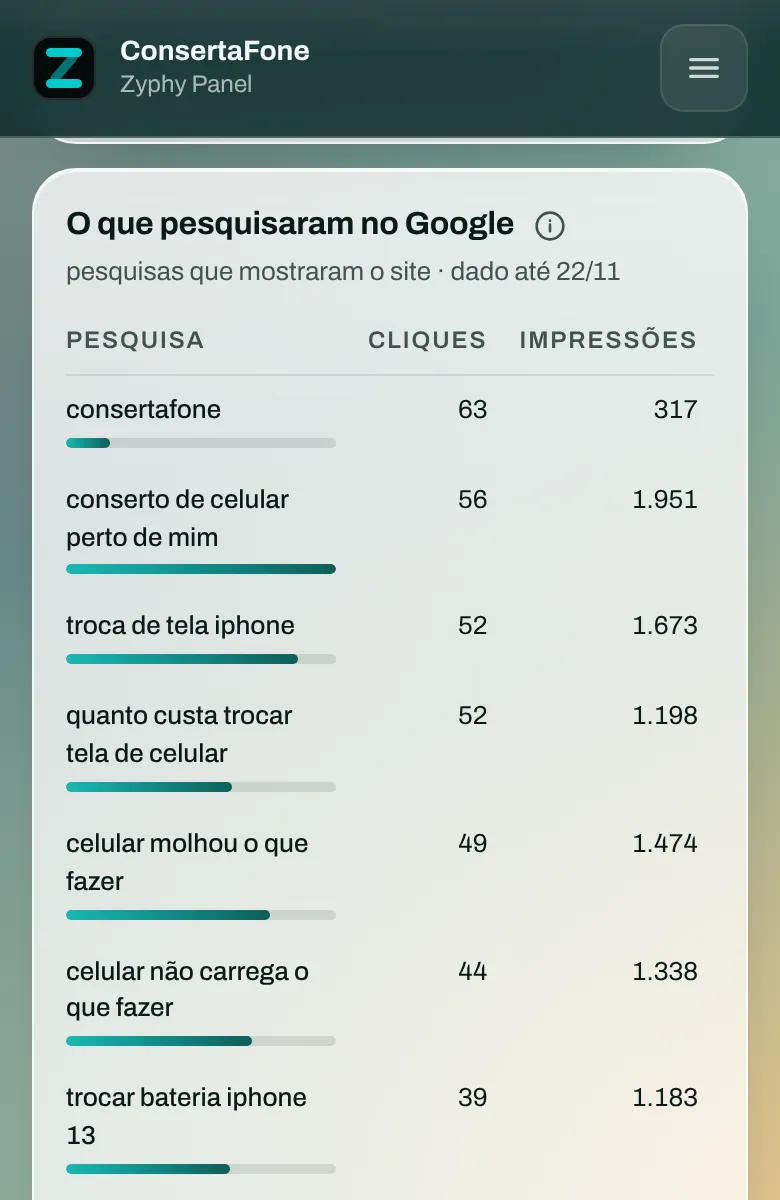 ConsertaFone
Zyphy Panel
O que pesquisaram no Google
pesquisas que mostraram o site · dado até 22/11
PESQUISA CLIQUES IMPRESSÕES
consertafone 63 317
conserto de celular 56 1.951
perto de mim
troca de tela iphone 52 1.673
quanto custa trocar 52 1.198
tela de celular
celular molhou o que 49 1.474
fazer
celular não carrega o 44 1.338
que fazer
trocar bateria iphone 39 1.183
13